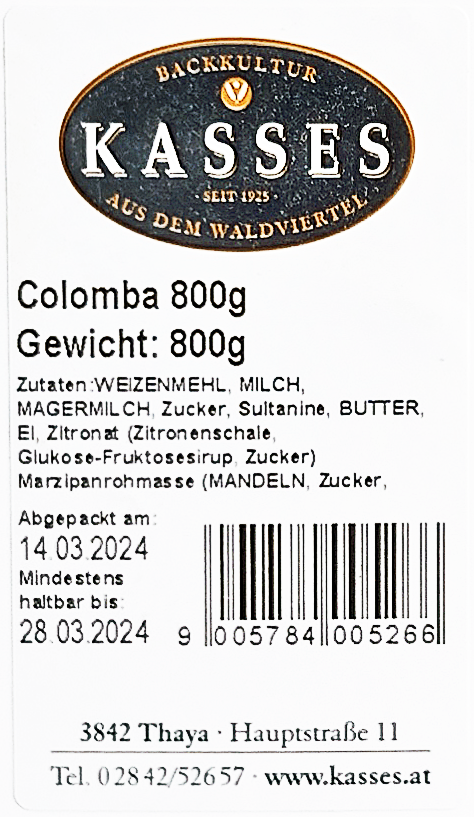 BACKKULTUR
KASSES
· SEIT 1925 ·
AUS DEM WALDVIERTEL
Colomba 800g
Gewicht: 800g
Zutaten:WEIZENMEHL, MILCH,
MAGERMILCH, Zucker, Sultanine, BUTTER,
EI, Zitronat (Zitronenschale,
Glukose-Fruktosesirup, Zucker)
Marzipanrohmasse (MANDELN, Zucker,
Abgepackt am:
14.03.2024
Mindestens
haltbar bis:
28.03.2024
9 005784 005266
3842 Thaya · Hauptstraße 11
Tel. 02842/52657 · www.kasses.at